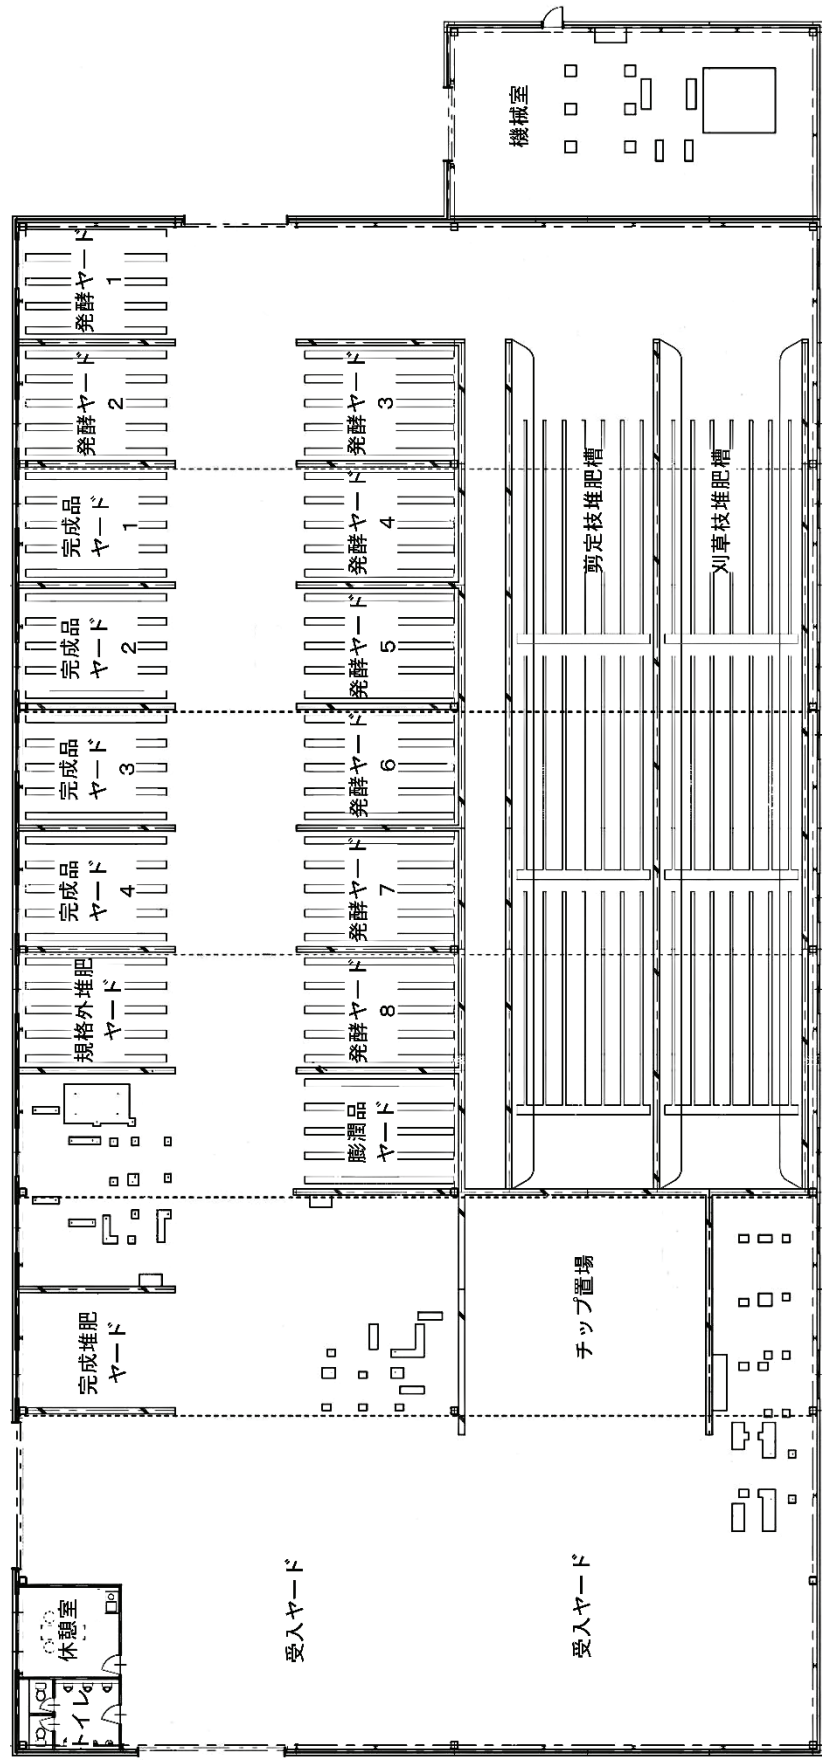 トイレ
休憩室
完成堆肥
ヤード
規格外堆肥
ヤード
完成品
ヤード
4
完成品
ヤード
3
完成品
ヤード
2
完成品
ヤード
1
発酵ヤード
2
発酵ヤード
1
受入ヤード
膨潤品
ヤード
発酵ヤード
8
発酵ヤード
7
発酵ヤード
6
発酵ヤード
5
発酵ヤード
4
発酵ヤード
3
機械室
受入ヤード
チップ置場
剪定枝堆肥槽
刈草枝堆肥槽